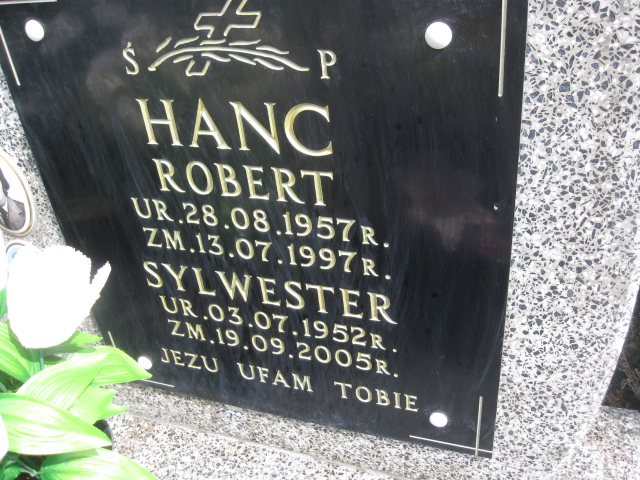 Ś P
HANC
ROBERT
UR.28.08.1957R.
ZM.13.07.1997R.
SYLWESTER
UR.03.07.1952R.
ZM.19.09.2005R.
JEZU UFAM TOBIE